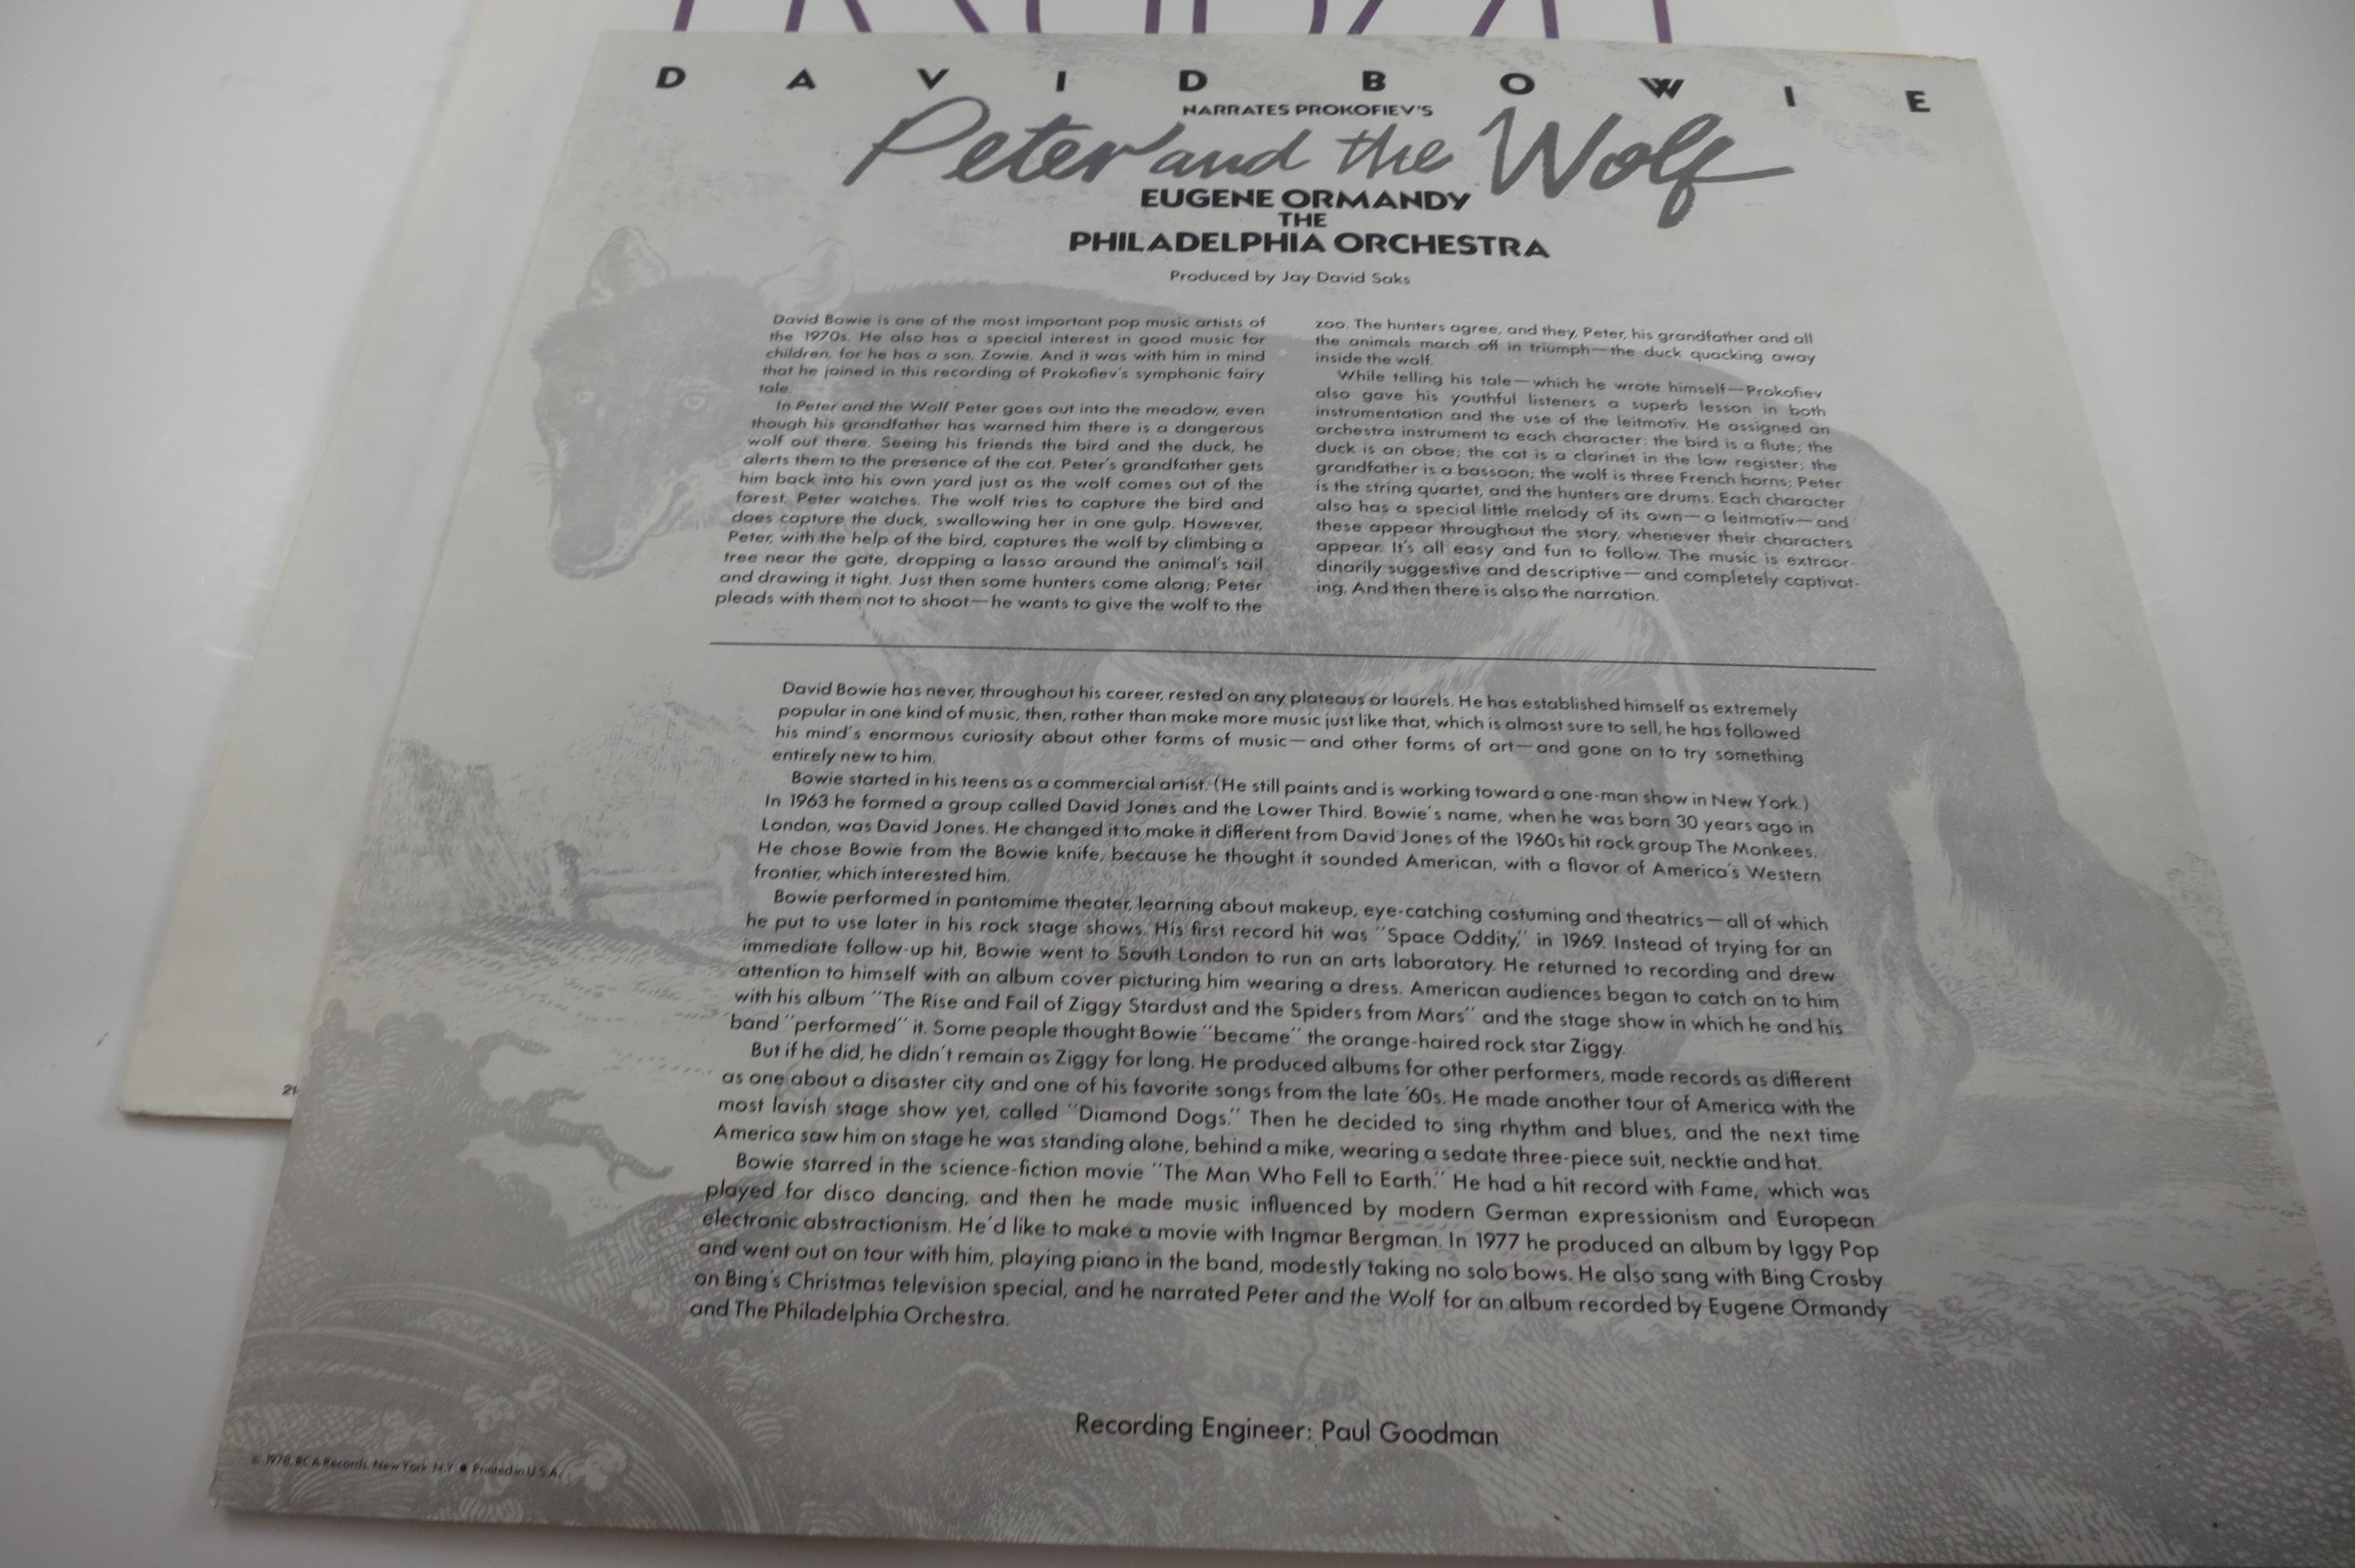 DAVID BOWIE
NARRATES PROKOFIEV'S
Peter and the Wolf
EUGENE ORMANDY
THE
PHILADELPHIA ORCHESTRA
Produced by Jay David Saks
David Bowie is one of the most important pop music artists of
the 1970s. He also has a special interest in good music for
children, for he has a son, Zowie. And it was with him in mind
that he joined in this recording of Prokofiev's symphonic fairy
tale.
In Peter and the Wolf Peter goes out into the meadow, even
though his grandfather has warned him there is a dangerous
wolf out there. Seeing his friends the bird and the duck, he
alerts them to the presence of the cat. Peter's grandfather gets
him back into his own yard just as the wolf comes out of the
forest. Peter watches. The wolf tries to capture the bird and
does capture the duck, swallowing her in one gulp. However,
Peter, with the help of the bird, captures the wolf by climbing a
tree near the gate, dropping a lasso around the animal's tail
and drawing it tight. Just then some hunters come along; Peter
pleads with them not to shoot—he wants to give the wolf to the
zoo. The hunters agree, and they, Peter, his grandfather and all
the animals march off in triumph—the duck quacking away
inside the wolf.
While telling his tale—which he wrote himself—Prokofiev
also gave his youthful listeners a superb lesson in both
instrumentation and the use of the leitmotiv. He assigned an
orchestra instrument to each character: the bird is a flute; the
duck is an oboe; the cat is a clarinet in the low register; the
grandfather is a bassoon; the wolf is three French horns; Peter
is the string quartet, and the hunters are drums. Each character
also has a special little melody of its own—a leitmotiv—and
these appear throughout the story, whenever their characters
appear. It's all easy and fun to follow. The music is extraor-
dinarily suggestive and descriptive—and completely captivat-
ing. And then there is also the narration.
David Bowie has never, throughout his career, rested on any plateaus or laurels. He has established himself as extremely
popular in one kind of music, then, rather than make more music just like that, which is almost sure to sell, he has followed
his mind's enormous curiosity about other forms of music—and other forms of art—and gone on to try something
entirely new to him.
Bowie started in his teens as a commercial artist. (He still paints and is working toward a one-man show in New York.)
In 1963 he formed a group called David Jones and the Lower Third. Bowie's name, when he was born 30 years ago in
London, was David Jones. He changed it to make it different from David Jones of the 1960s hit rock group The Monkees.
He chose Bowie from the Bowie knife, because he thought it sounded American, with a flavor of America's Western
frontier, which interested him.
Bowie performed in pantomime theater, learning about makeup, eye-catching costuming and theatrics—all of which
he put to use later in his rock stage shows. His first record hit was "Space Oddity," in 1969. Instead of trying for an
immediate follow-up hit, Bowie went to South London to run an arts laboratory. He returned to recording and drew
attention to himself with an album cover picturing him wearing a dress. American audiences began to catch on to him
with his album "The Rise and Fall of Ziggy Stardust and the Spiders from Mars" and the stage show in which he and his
band "performed" it. Some people thought Bowie "became" the orange-haired rock star Ziggy.
But if he did, he didn't remain as Ziggy for long. He produced albums for other performers, made records as different
as one about a disaster city and one of his favorite songs from the late '60s. He made another tour of America with the
most lavish stage show yet, called "Diamond Dogs." Then he decided to sing rhythm and blues, and the next time
America saw him on stage he was standing alone, behind a mike, wearing a sedate three-piece suit, necktie and hat.
Bowie starred in the science-fiction movie "The Man Who Fell to Earth." He had a hit record with Fame, which was
played for disco dancing, and then he made music influenced by modern German expressionism and European
electronic abstractionism. He'd like to make a movie with Ingmar Bergman. In 1977 he produced an album by Iggy Pop
and went out on tour with him, playing piano in the band, modestly taking no solo bows. He also sang with Bing Crosby
on Bing's Christmas television special, and he narrated Peter and the Wolf for an album recorded by Eugene Ormandy
and The Philadelphia Orchestra.
21
Recording Engineer: Paul Goodman
© 1978, RCA Records, New York, N.Y. ● Printed in U.S.A.